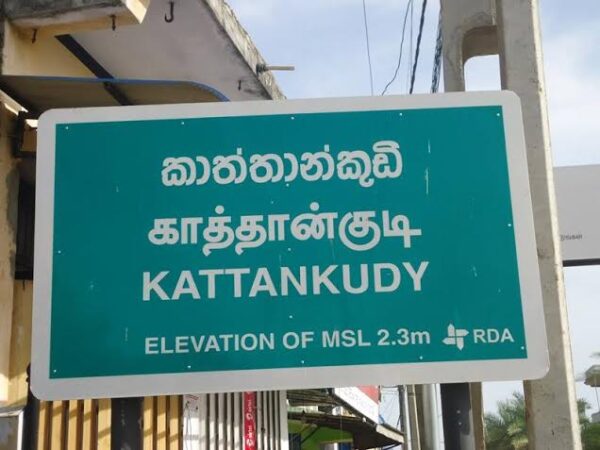 කාත්තාන්කුඩි
காத்தான்குடி
KATTANKUDY
ELEVATION OF MSL 2.3m RDA